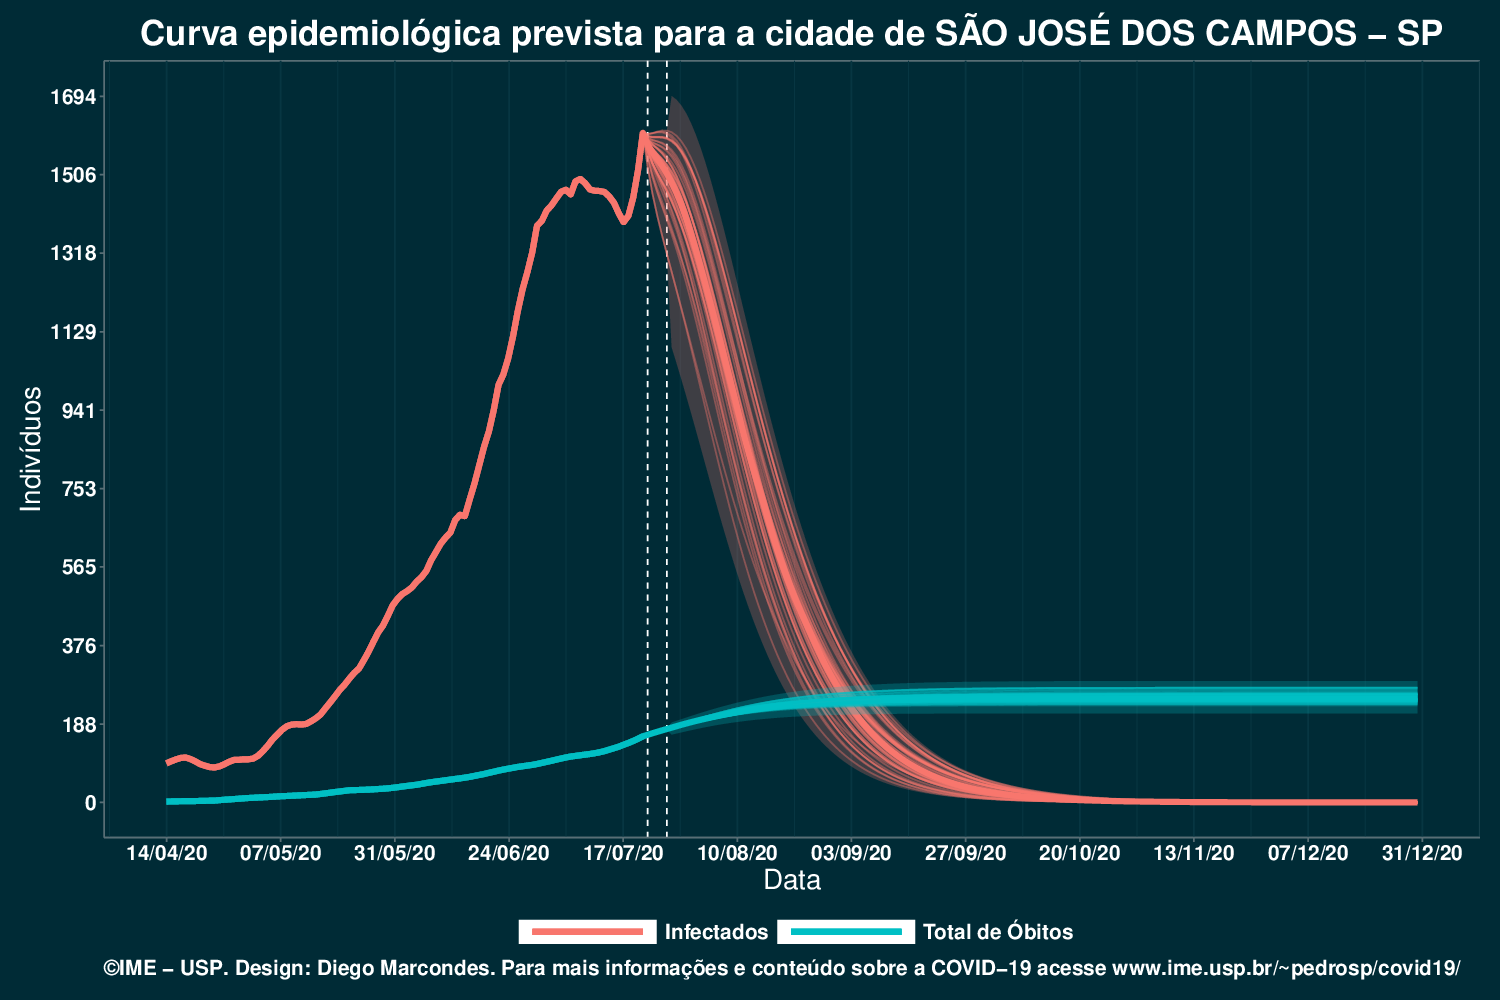 Curva epidemiológica prevista para a cidade de SÃO JOSÉ DOS CAMPOS – SP
1694
1506
1318
1129
941
753
565
376
188
0
Indivíduos
14/04/20 07/05/20 31/05/20 24/06/20 17/07/20 10/08/20 03/09/20 27/09/20 20/10/20 13/11/20 07/12/20 31/12/20
Data
Infectados Total de Óbitos
©IME – USP. Design: Diego Marcondes. Para mais informações e conteúdo sobre a COVID–19 acesse www.ime.usp.br/~pedrosp/covid19/